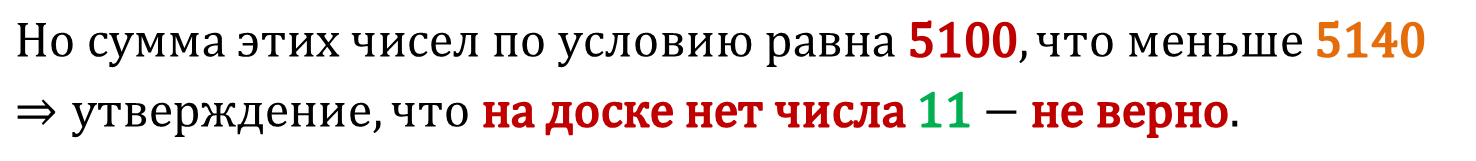 Но сумма этих чисел по условию равна 5100, что меньше 5140
⇒ утверждение, что на доске нет числа 11 − не верно.